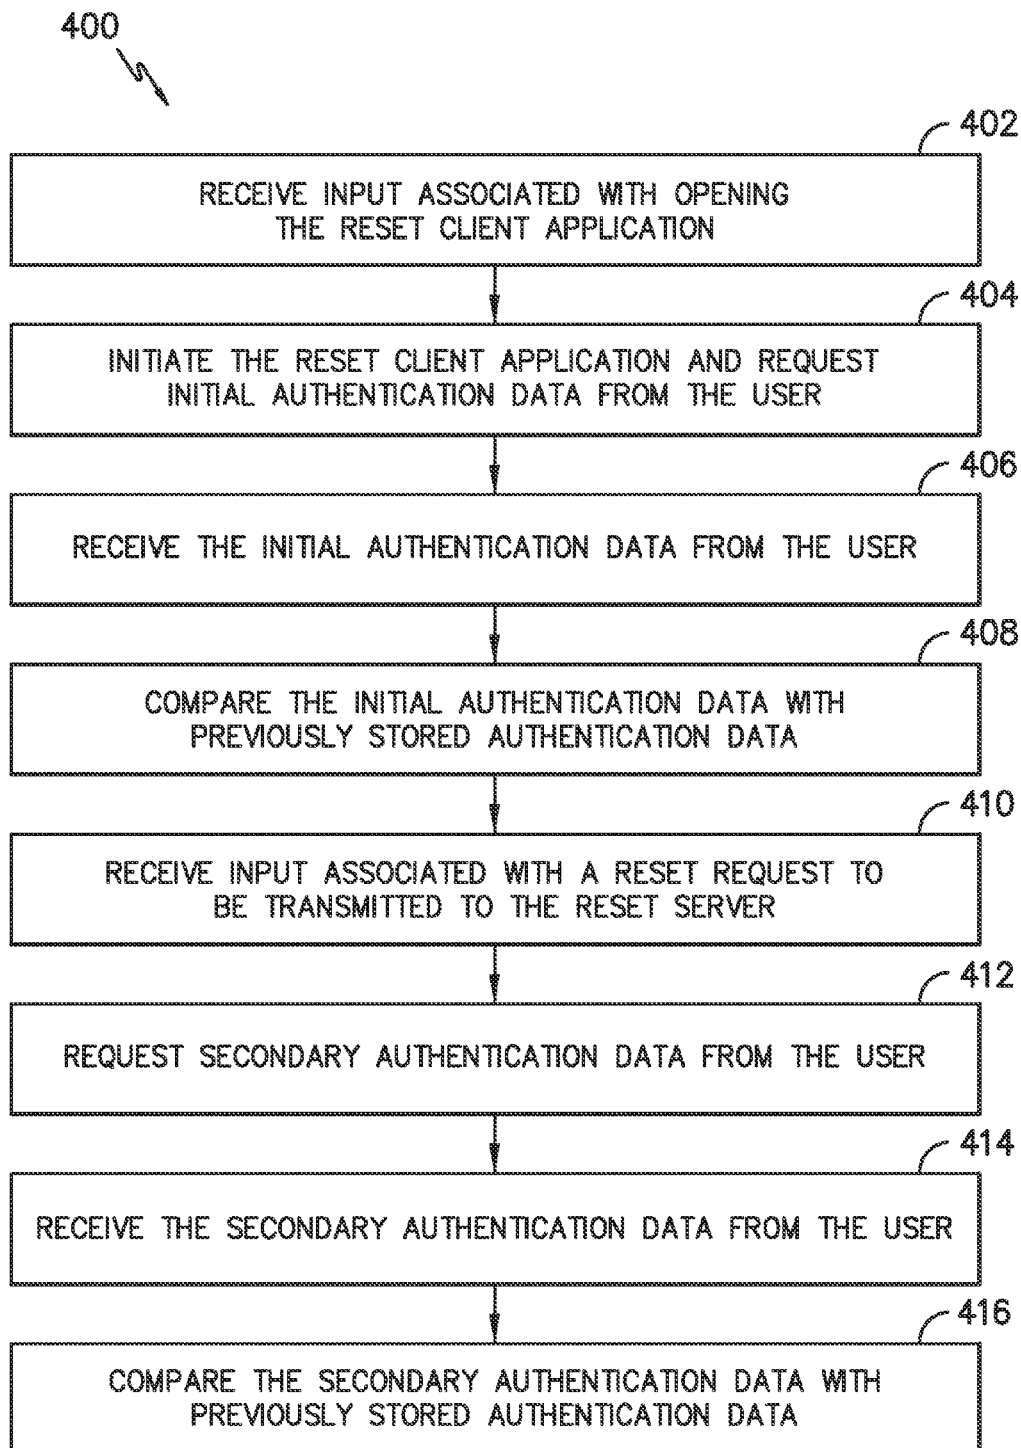 400
402
RECEIVE INPUT ASSOCIATED WITH OPENING
THE RESET CLIENT APPLICATION
404
INITIATE THE RESET CLIENT APPLICATION AND REQUEST
INITIAL AUTHENTICATION DATA FROM THE USER
406
RECEIVE THE INITIAL AUTHENTICATION DATA FROM THE USER
408
COMPARE THE INITIAL AUTHENTICATION DATA WITH
PREVIOUSLY STORED AUTHENTICATION DATA
410
RECEIVE INPUT ASSOCIATED WITH A RESET REQUEST TO
BE TRANSMITTED TO THE RESET SERVER
412
REQUEST SECONDARY AUTHENTICATION DATA FROM THE USER
414
RECEIVE THE SECONDARY AUTHENTICATION DATA FROM THE USER
416
COMPARE THE SECONDARY AUTHENTICATION DATA WITH
PREVIOUSLY STORED AUTHENTICATION DATA